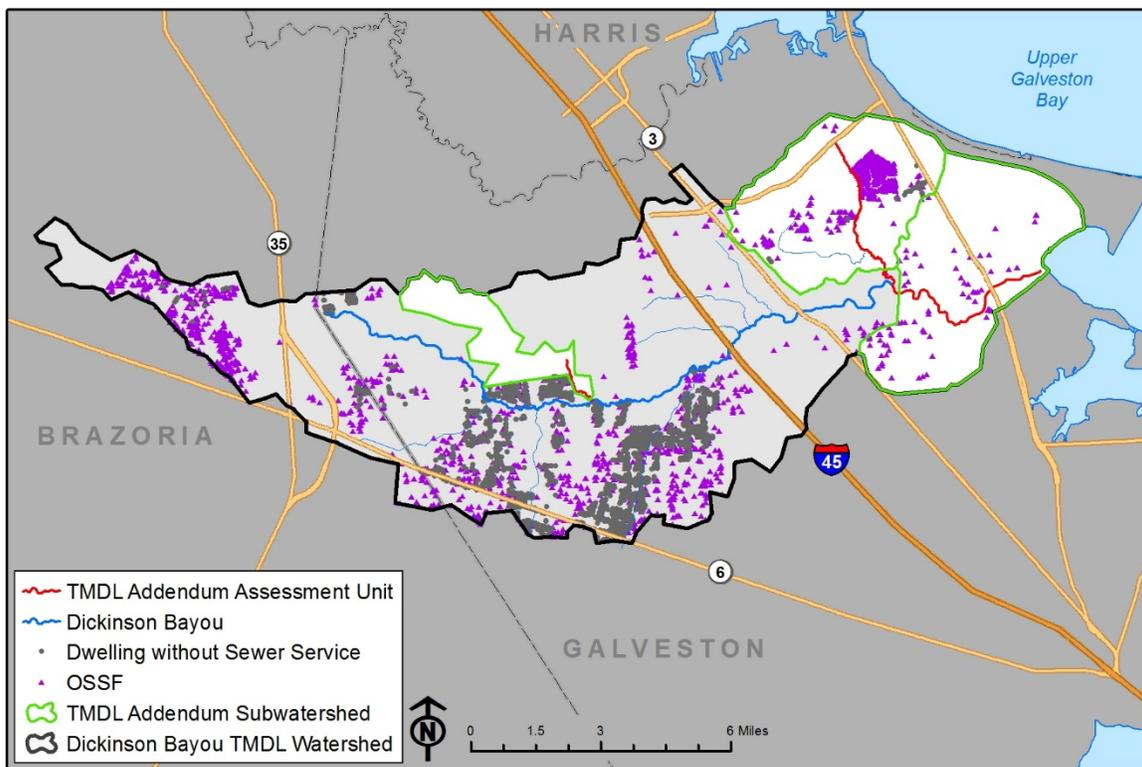 HARRIS
Upper
Galveston
Bay
3
35
BRAZORIA
45
6
GALVESTON
TMDL Addendum Assessment Unit
Dickinson Bayou
Dwelling without Sewer Service
OSSF
TMDL Addendum Subwatershed
Dickinson Bayou TMDL Watershed
N
0 1.5 3 6 Miles